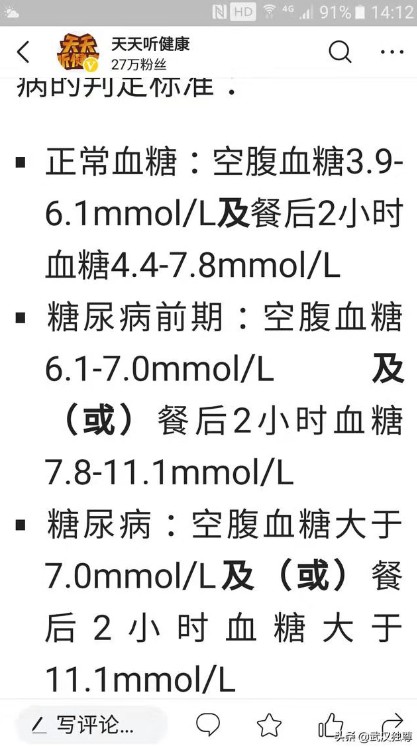 HD 4G 91% 14:12
天天听健康
27万粉丝
病的判定标准：
▪ 正常血糖：空腹血糖3.9-
6.1mmol/L及餐后2小时
血糖4.4-7.8mmol/L
▪ 糖尿病前期：空腹血糖
6.1-7.0mmol/L 及
（或）餐后2小时血糖
7.8-11.1mmol/L
▪ 糖尿病：空腹血糖大于
7.0mmol/L及（或）餐
后2小时血糖大于
11.1mmol/L
写评论...
头条 @武汉独尊